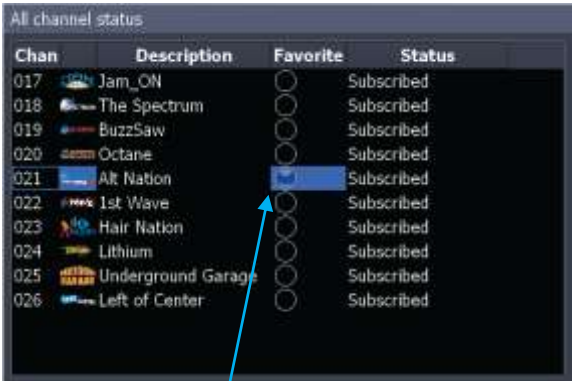 All channel status
Chan Description Favorite Status
017 Jam_ON Subscribed
018 The Spectrum Subscribed
019 BuzzSaw Subscribed
020 Octane Subscribed
021 Alt Nation Subscribed
022 1st Wave Subscribed
023 Hair Nation Subscribed
024 Lithium Subscribed
025 Underground Garage Subscribed
026 Left of Center Subscribed